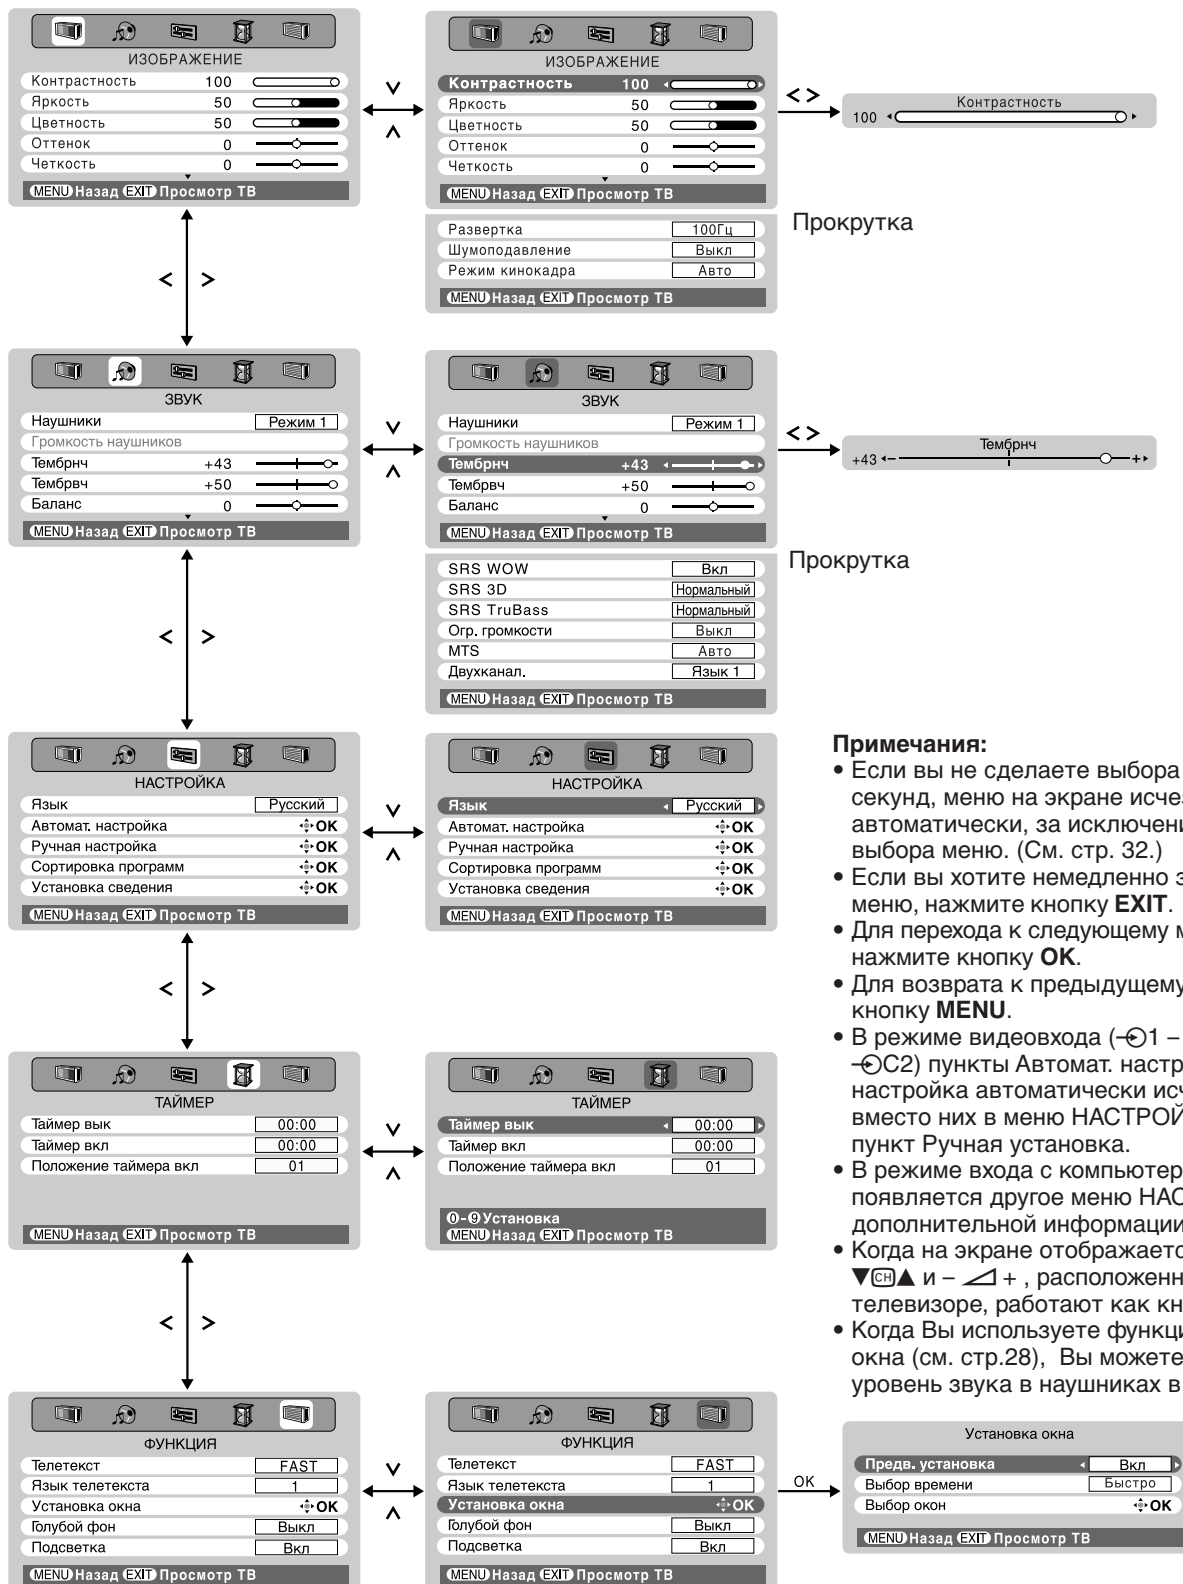 ИЗОБРАЖЕНИЕ
Контрастность 100
Яркость 50
Цветность 50
Оттенок 0
Четкость 0
MENU Назад EXIT Просмотр ТВ
∨
∧
ИЗОБРАЖЕНИЕ
Контрастность 100
Яркость 50
Цветность 50
Оттенок 0
Четкость 0
MENU Назад EXIT Просмотр ТВ
< >
Контрастность
100
Развертка 100Гц
Шумоподавление Выкл
Режим кинокадра Авто
MENU Назад EXIT Просмотр ТВ
Прокрутка
< >
ЗВУК
Наушники Режим 1
Громкость наушников
Тембрнч +43
Тембрвч +50
Баланс 0
MENU Назад EXIT Просмотр ТВ
∨
∧
ЗВУК
Наушники Режим 1
Громкость наушников
Тембрнч +43
Тембрвч +50
Баланс 0
MENU Назад EXIT Просмотр ТВ
< >
Тембрнч
+43 – +
SRS WOW Вкл
SRS 3D Нормальный
SRS TruBass Нормальный
Огр. громкости Выкл
MTS Авто
Двухканал. Язык 1
MENU Назад EXIT Просмотр ТВ
Прокрутка
< >
НАСТРОЙКА
Язык Русский
Автомат. настройка OK
Ручная настройка OK
Сортировка программ OK
Установка сведения OK
MENU Назад EXIT Просмотр ТВ
∨
∧
НАСТРОЙКА
Язык Русский
Автомат. настройка OK
Ручная настройка OK
Сортировка программ OK
Установка сведения OK
MENU Назад EXIT Просмотр ТВ
< >
ТАЙМЕР
Таймер вык 00:00
Таймер вкл 00:00
Положение таймера вкл 01
MENU Назад EXIT Просмотр ТВ
∨
∧
ТАЙМЕР
Таймер вык 00:00
Таймер вкл 00:00
Положение таймера вкл 01
0-9 Установка
MENU Назад EXIT Просмотр ТВ
< >
ФУНКЦИЯ
Телетекст FAST
Язык телетекста 1
Установка окна OK
Голубой фон Выкл
Подсветка Вкл
MENU Назад EXIT Просмотр ТВ
∨
∧
ФУНКЦИЯ
Телетекст FAST
Язык телетекста 1
Установка окна OK
Голубой фон Выкл
Подсветка Вкл
MENU Назад EXIT Просмотр ТВ
OK
Примечания:
• Если вы не сделаете выбора
секунд, меню на экране
автоматически, за
выбора меню. (См. стр. 32.)
• Если вы хотите немедленно
меню, нажмите кнопку EXIT.
• Для перехода к следующему
нажмите кнопку OK.
• Для возврата к предыдущему
кнопку MENU.
• В режиме видеовхода (1 –
C2) пункты Автомат.
настройка автоматически
вместо них в меню
пункт Ручная установка.
• В режиме входа с
появляется другое меню
дополнительной информации
• Когда на экране
▼CH▲ и – +,
телевизоре, работают как
• Когда Вы используете
окна (см. стр.28), Вы можете
уровень звука в наушниках в
Установка окна
Предв. установка Вкл
Выбор времени Быстро
Выбор окон OK
MENU Назад EXIT Просмотр ТВ